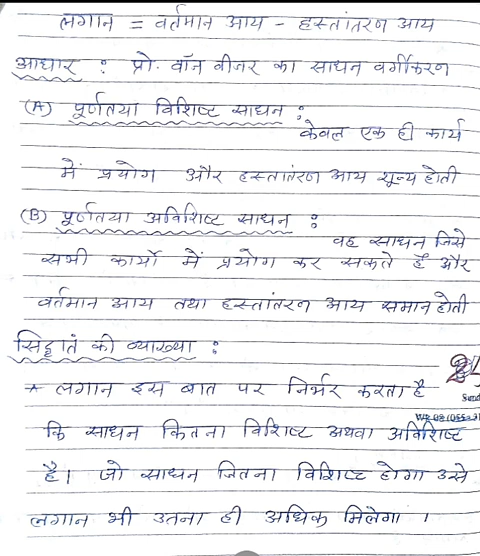 लगान = वर्तमान आय - हस्तांतरण आय
आधार : प्रो. वॉन वीजर का साधन वर्गीकरण
(A) पूर्णतया विशिष्ट साधन :
केवल एक ही कार्य
में प्रयोग और हस्तातंरण आय शून्य होती
(B) पूर्णतया अविशिष्ट साधन :
वह साधन जिसे
सभी कार्यो में प्रयोग कर सकते हैं और
वर्तमान आय तथा हस्तांतरन आय समान होती
सिद्दातं की व्याख्या :
* लगान इस बात पर निर्भर करता है
कि साधन कितना विशिष्ट अथवा अविशिष्ट
है। जो साधन जितना विशिष्ट होगा उसे
लगान भी उतना ही अधिक मिलेगा ।